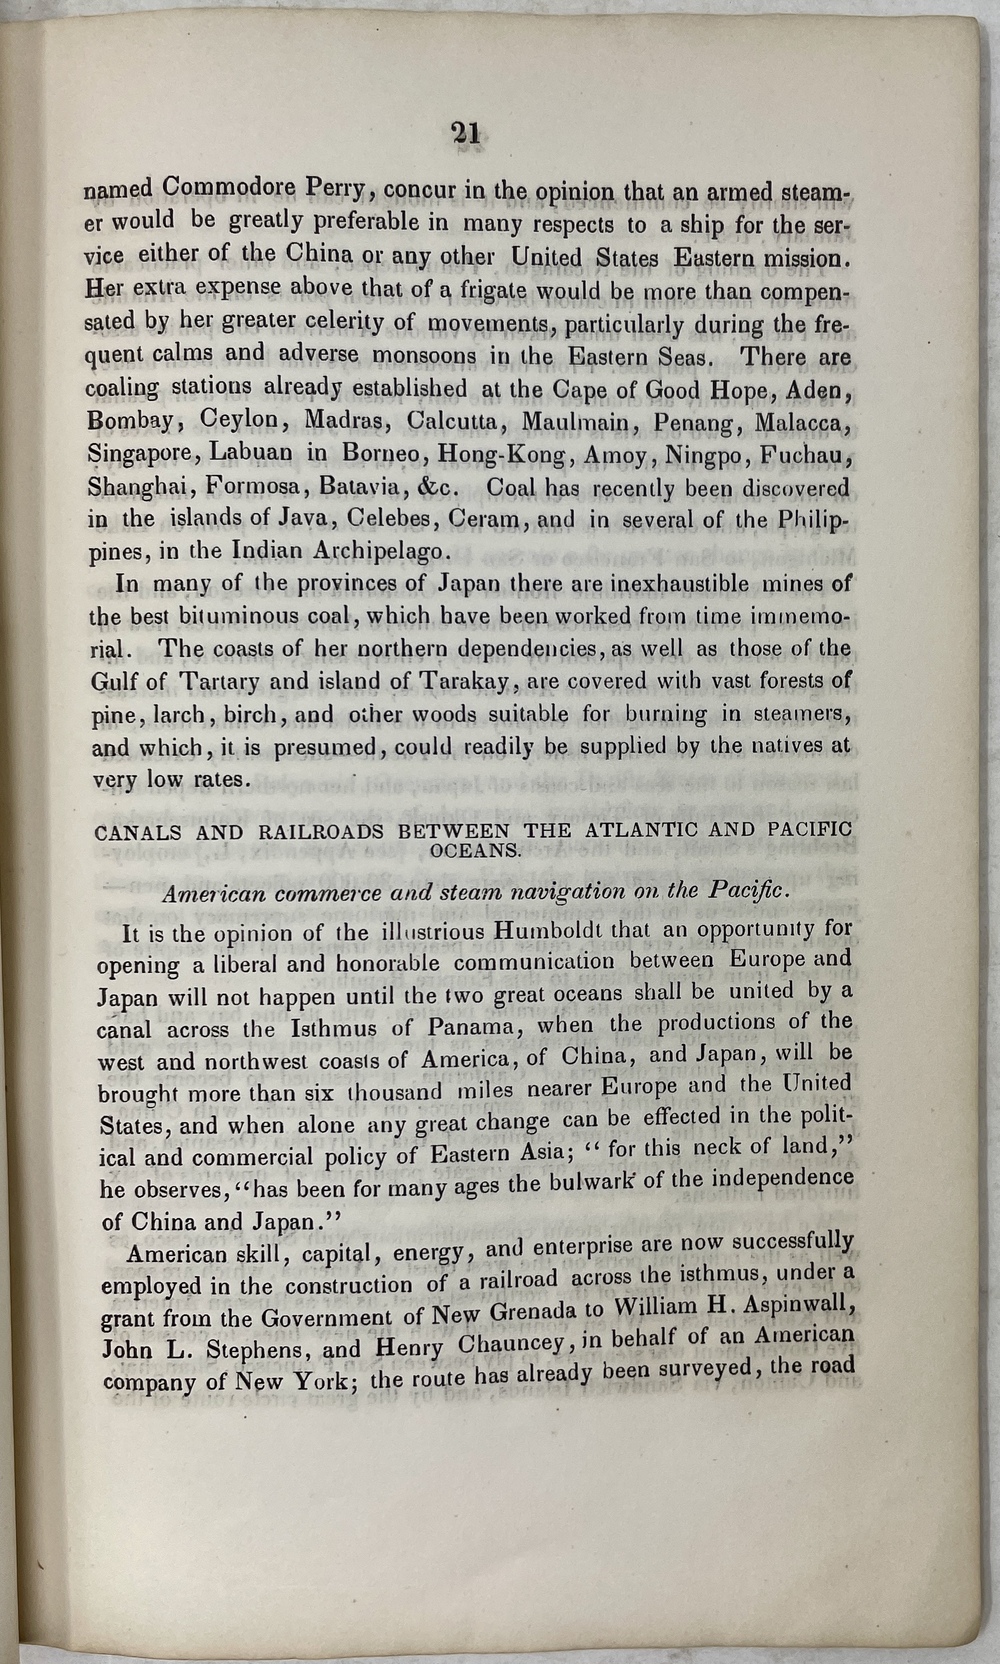 21
named Commodore Perry, concur in the opinion that an armed steam-
er would be greatly preferable in many respects to a ship for the ser-
vice either of the China or any other United States Eastern mission.
Her extra expense above that of a frigate would be more than compen-
sated by her greater celerity of movements, particularly during the fre-
quent calms and adverse monsoons in the Eastern Seas. There are
coaling stations already established at the Cape of Good Hope, Aden,
Bombay, Ceylon, Madras, Calcutta, Maulmain, Penang, Malacca,
Singapore, Labuan in Borneo, Hong-Kong, Amoy, Ningpo, Fuchau,
Shanghai, Formosa, Batavia, &c. Coal has recently been discovered
in the islands of Java, Celebes, Ceram, and in several of the Philip-
pines, in the Indian Archipelago.
In many of the provinces of Japan there are inexhaustible mines of
the best bituminous coal, which have been worked from time immemo-
rial. The coasts of her northern dependencies, as well as those of the
Gulf of Tartary and island of Tarakay, are covered with vast forests of
pine, larch, birch, and other woods suitable for burning in steamers,
and which, it is presumed, could readily be supplied by the natives at
very low rates.
CANALS AND RAILROADS BETWEEN THE ATLANTIC AND PACIFIC
OCEANS.
American commerce and steam navigation on the Pacific.
It is the opinion of the illustrious Humboldt that an opportunity for
opening a liberal and honorable communication between Europe and
Japan will not happen until the two great oceans shall be united by a
canal across the Isthmus of Panama, when the productions of the
west and northwest coasts of America, of China, and Japan, will be
brought more than six thousand miles nearer Europe and the United
States, and when alone any great change can be effected in the polit-
ical and commercial policy of Eastern Asia; “for this neck of land,”
he observes, “has been for many ages the bulwark of the independence
of China and Japan.”
American skill, capital, energy, and enterprise are now successfully
employed in the construction of a railroad across the isthmus, under a
grant from the Government of New Grenada to William H. Aspinwall,
John L. Stephens, and Henry Chauncey, in behalf of an American
company of New York; the route has already been surveyed, the road